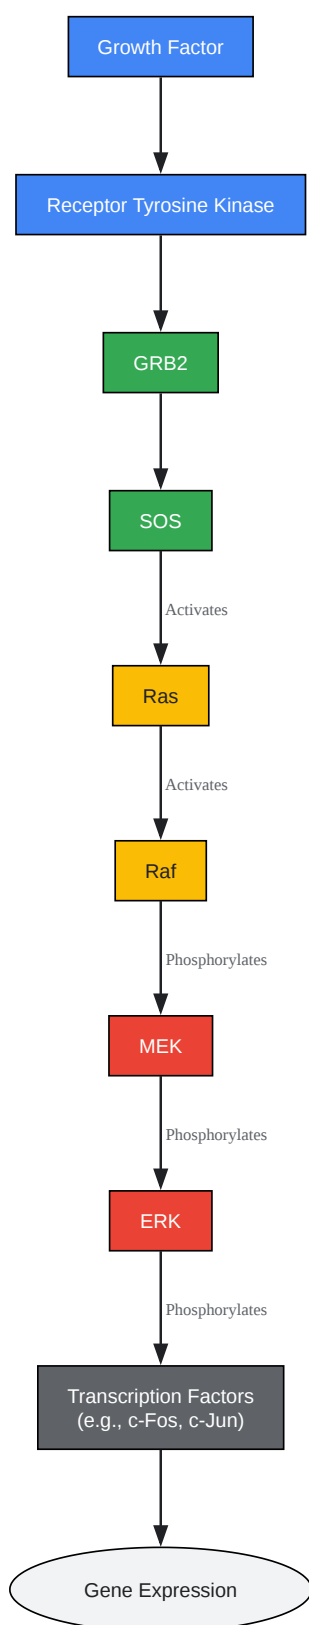 Growth Factor
Receptor Tyrosine Kinase
GRB2
SOS
Activates
Ras
Activates
Raf
Phosphorylates
MEK
Phosphorylates
ERK
Phosphorylates
Transcription Factors
(e.g., c-Fos, c-Jun)
Gene Expression